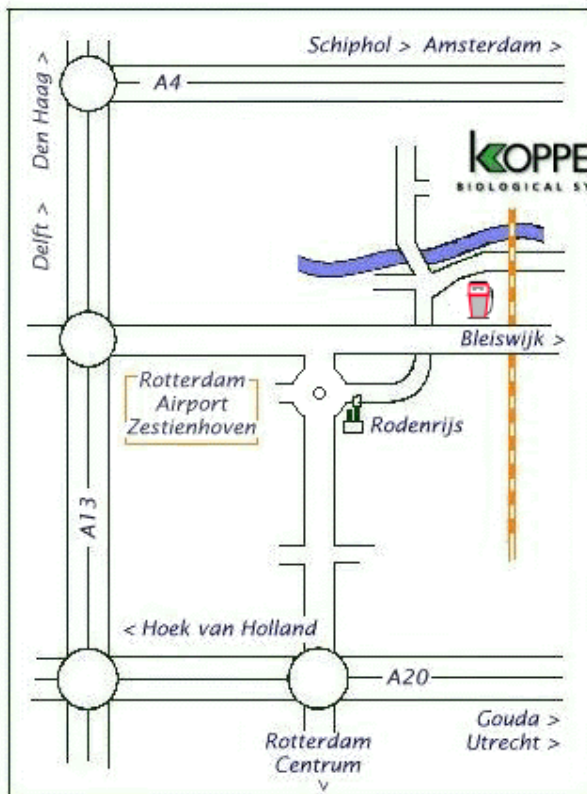 Schiphol > Amsterdam >
Den Haag >
A4
KOPPE
BIOLOGICAL SY
Delft >
Bleiswijk >
Rotterdam
Airport
Zestienhoven
Rodenrijs
A13
< Hoek van Holland
A20
Gouda >
Utrecht >
Rotterdam
Centrum
>